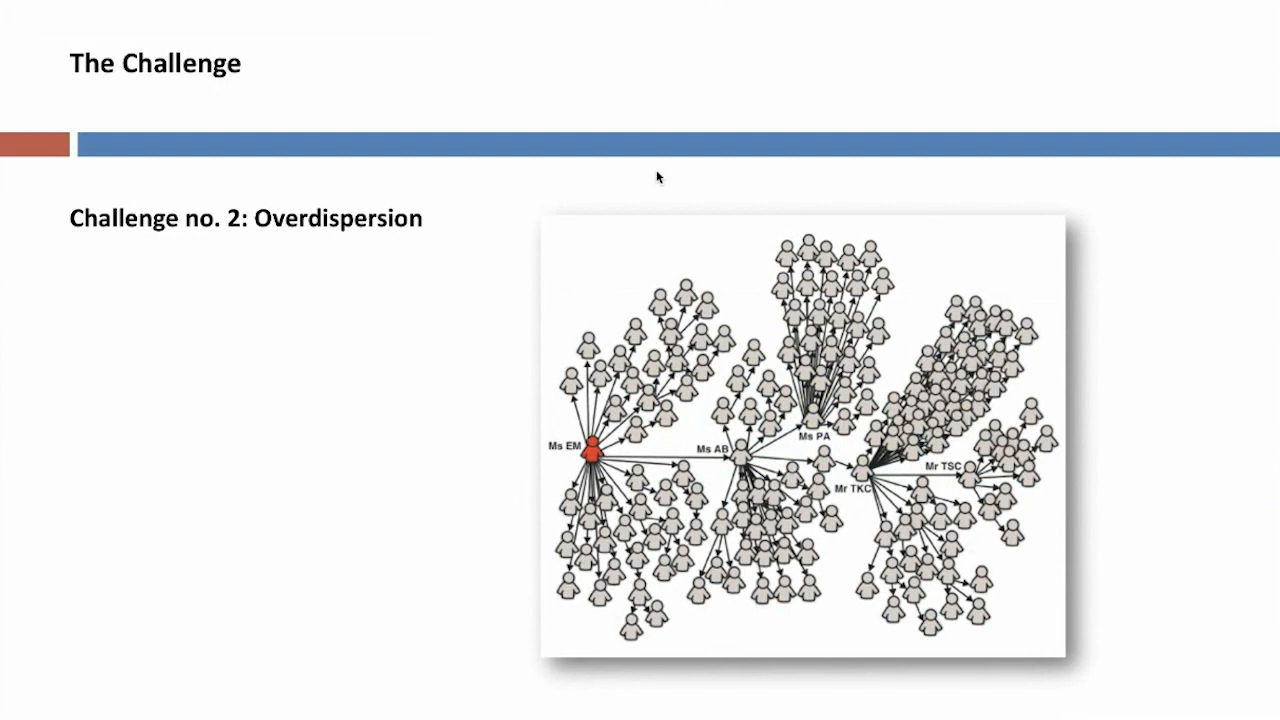 The Challenge
Challenge no. 2: Overdispersion
Ms EM
Ms AB
Ms PA
Mr TKC
Mr TSC